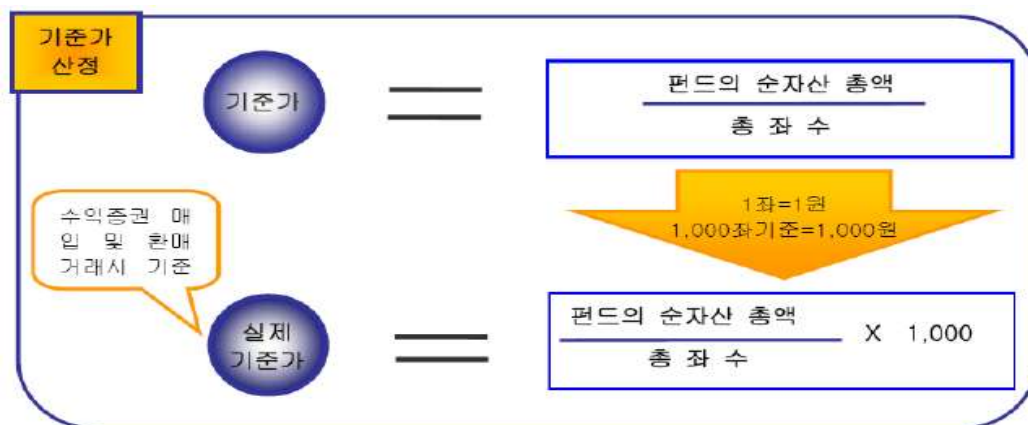 기준가
산정
기준가
펀드의 순자산 총액
총 좌 수
수익증권 매
입 및 환매
거래시 기준
1좌=1원
1,000좌기준=1,000원
실제
기준가
펀드의 순자산 총액
총 좌 수
X 1,000